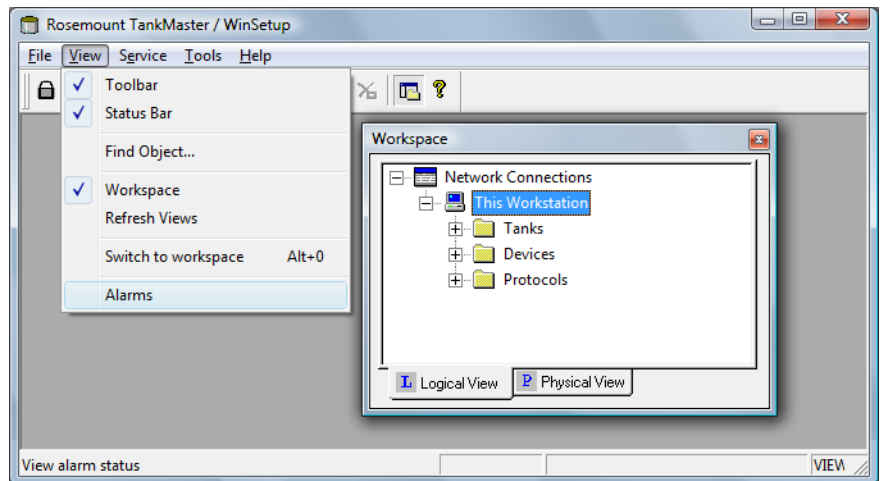 Rosemount TankMaster / WinSetup
File View Service Tools Help
Toolbar
Status Bar
Find Object...
Workspace
Refresh Views
Switch to workspace Alt+0
Alarms
Workspace
Network Connections
This Workstation
Tanks
Devices
Protocols
L Logical View P Physical View
View alarm status VIEW